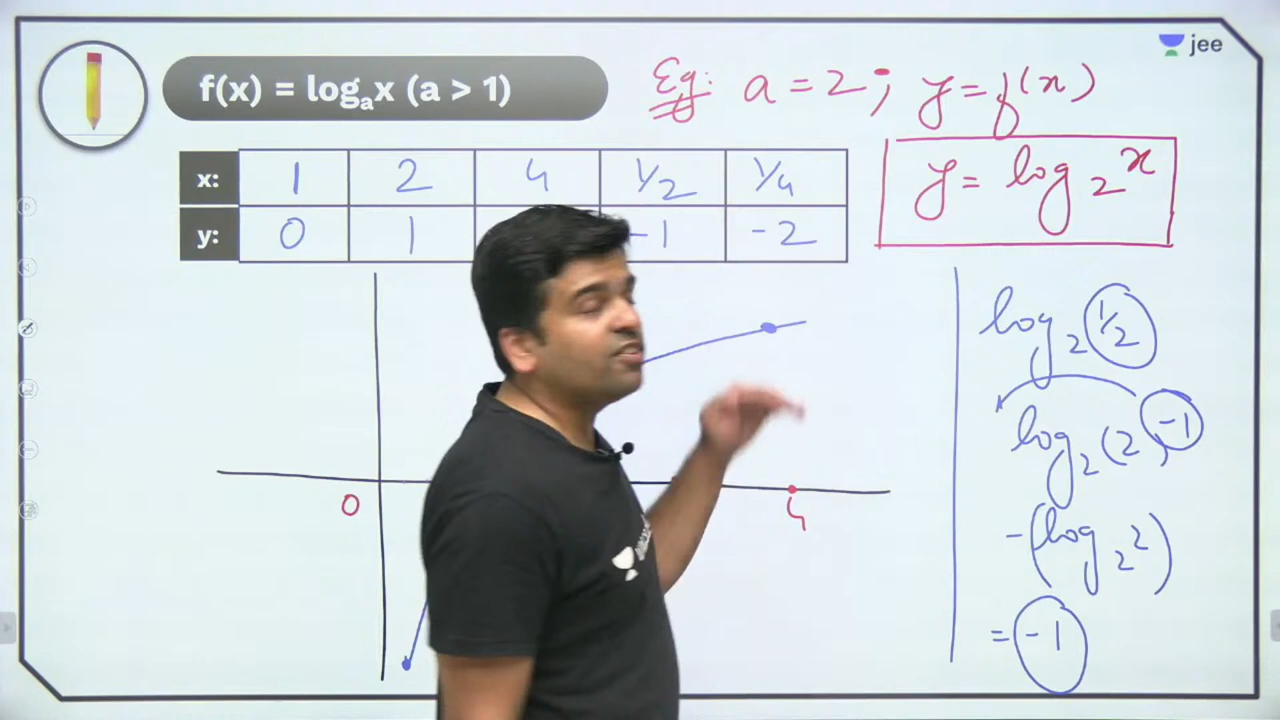 jee
f(x) = logₐx (a > 1)
Eg: a = 2; y = f(x)
x: 1 2 4 1/2 1/4
y: 0 1 -1 -2
y = log₂x
log₂ 1/2
log₂(2)⁻¹
-(log₂2)
= -1
0
4